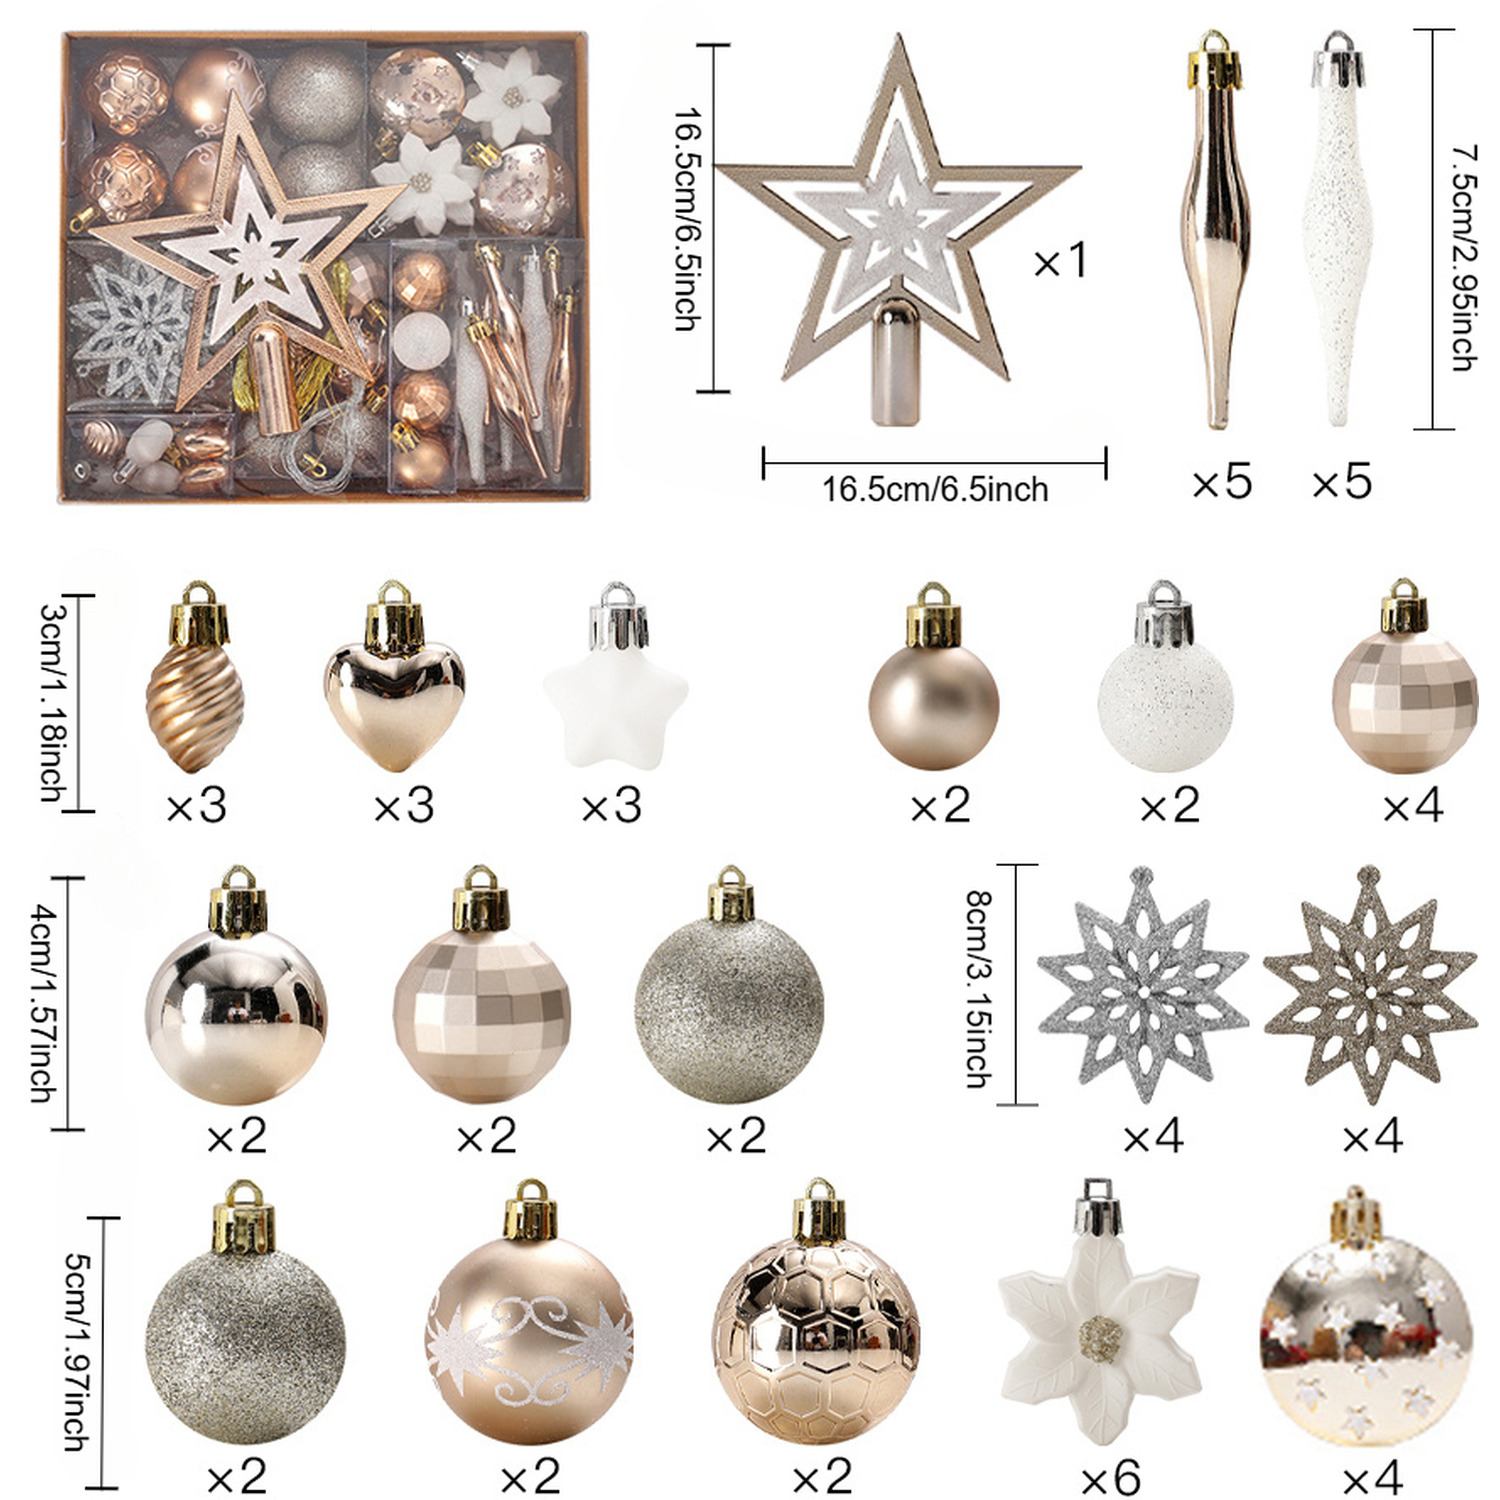 16.5cm/6.5inch
×1
16.5cm/6.5inch
7.5cm/2.95inch
×5
×5
3cm/1.18inch
×3
×3
×3
×2
×2
×4
4cm/1.57inch
×2
×2
×2
8cm/3.15inch
×4
×4
5cm/1.97inch
×2
×2
×2
×6
×4